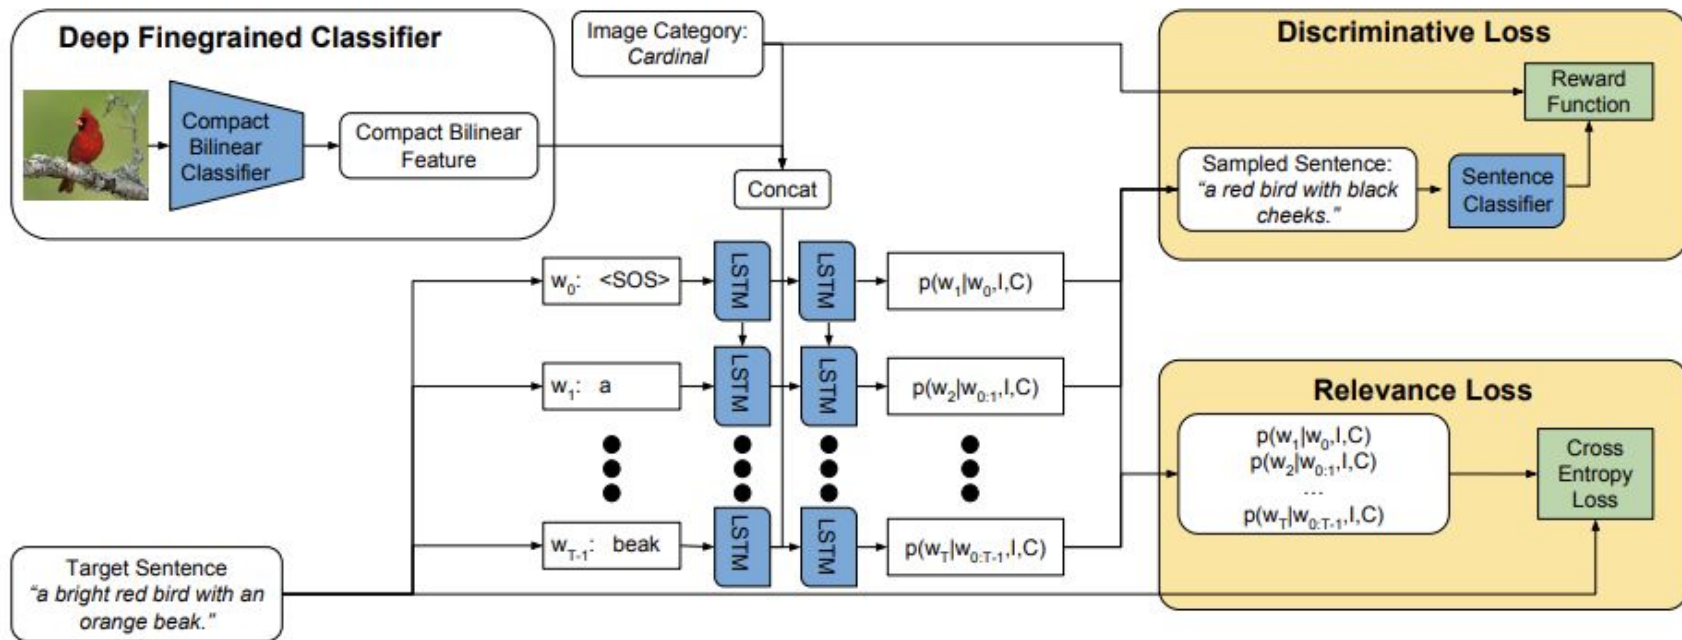 Deep Finegrained Classifier
Compact
Bilinear
Classifier
Compact Bilinear
Feature
Image Category:
Cardinal
Concat
Discriminative Loss
Reward
Function
Sampled Sentence:
"a red bird with black
cheeks."
Sentence
Classifier
w0: <SOS>
LSTM
LSTM
p(w1|w0,I,C)
w1: a
LSTM
LSTM
p(w2|w0:1,I,C)
wT-1: beak
LSTM
LSTM
p(wT|w0:T-1,I,C)
Relevance Loss
p(w1|w0,I,C)
p(w2|w0:1,I,C)
...
p(wT|w0:T-1,I,C)
Cross
Entropy
Loss
Target Sentence
"a bright red bird with an
orange beak."